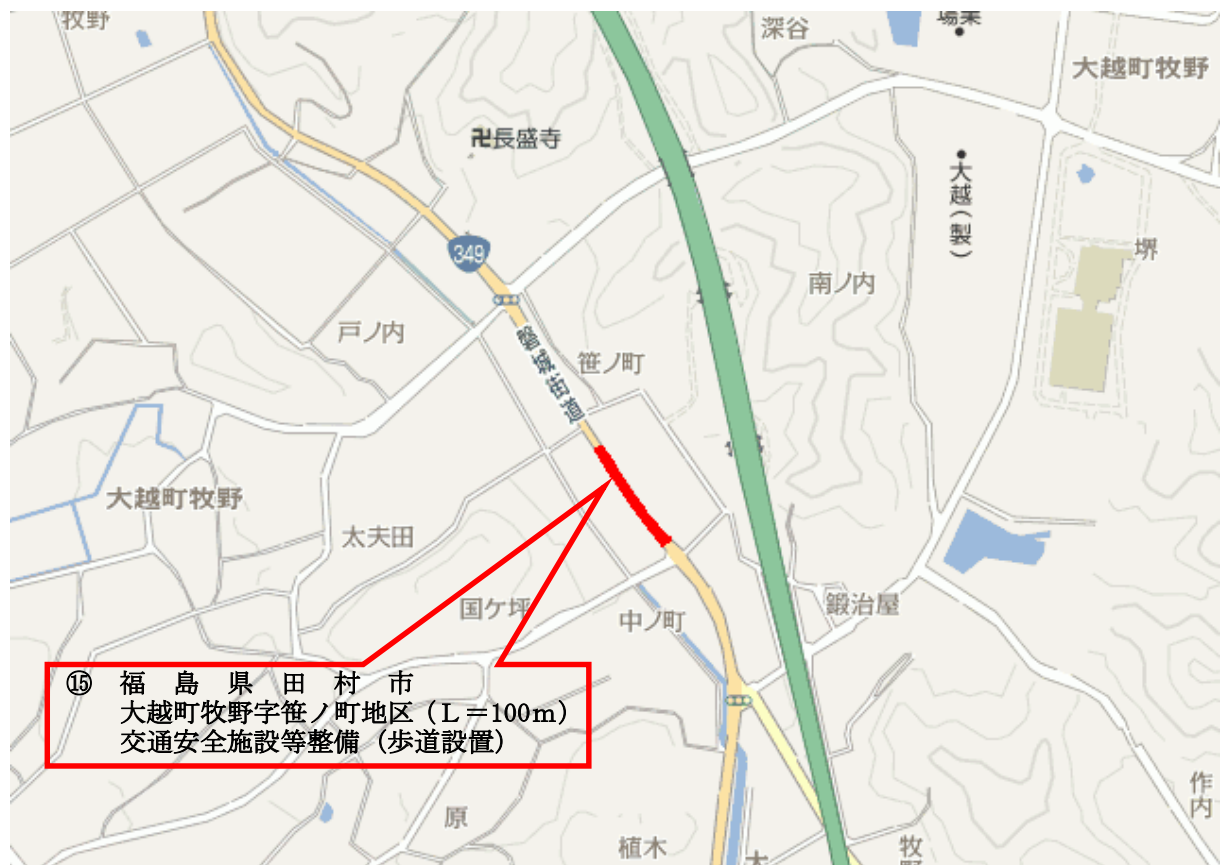 牧野
深谷
大越町牧野
卍長盛寺
大越(製)
349
堺
南ノ内
戸ノ内
磐城街道
笹ノ町
大越町牧野
太夫田
国ケ坪
中ノ町
鍛治屋
⑮ 福島県田村市
大越町牧野字笹ノ町地区(L=100m)
交通安全施設等整備(歩道設置)
作内
原
植木